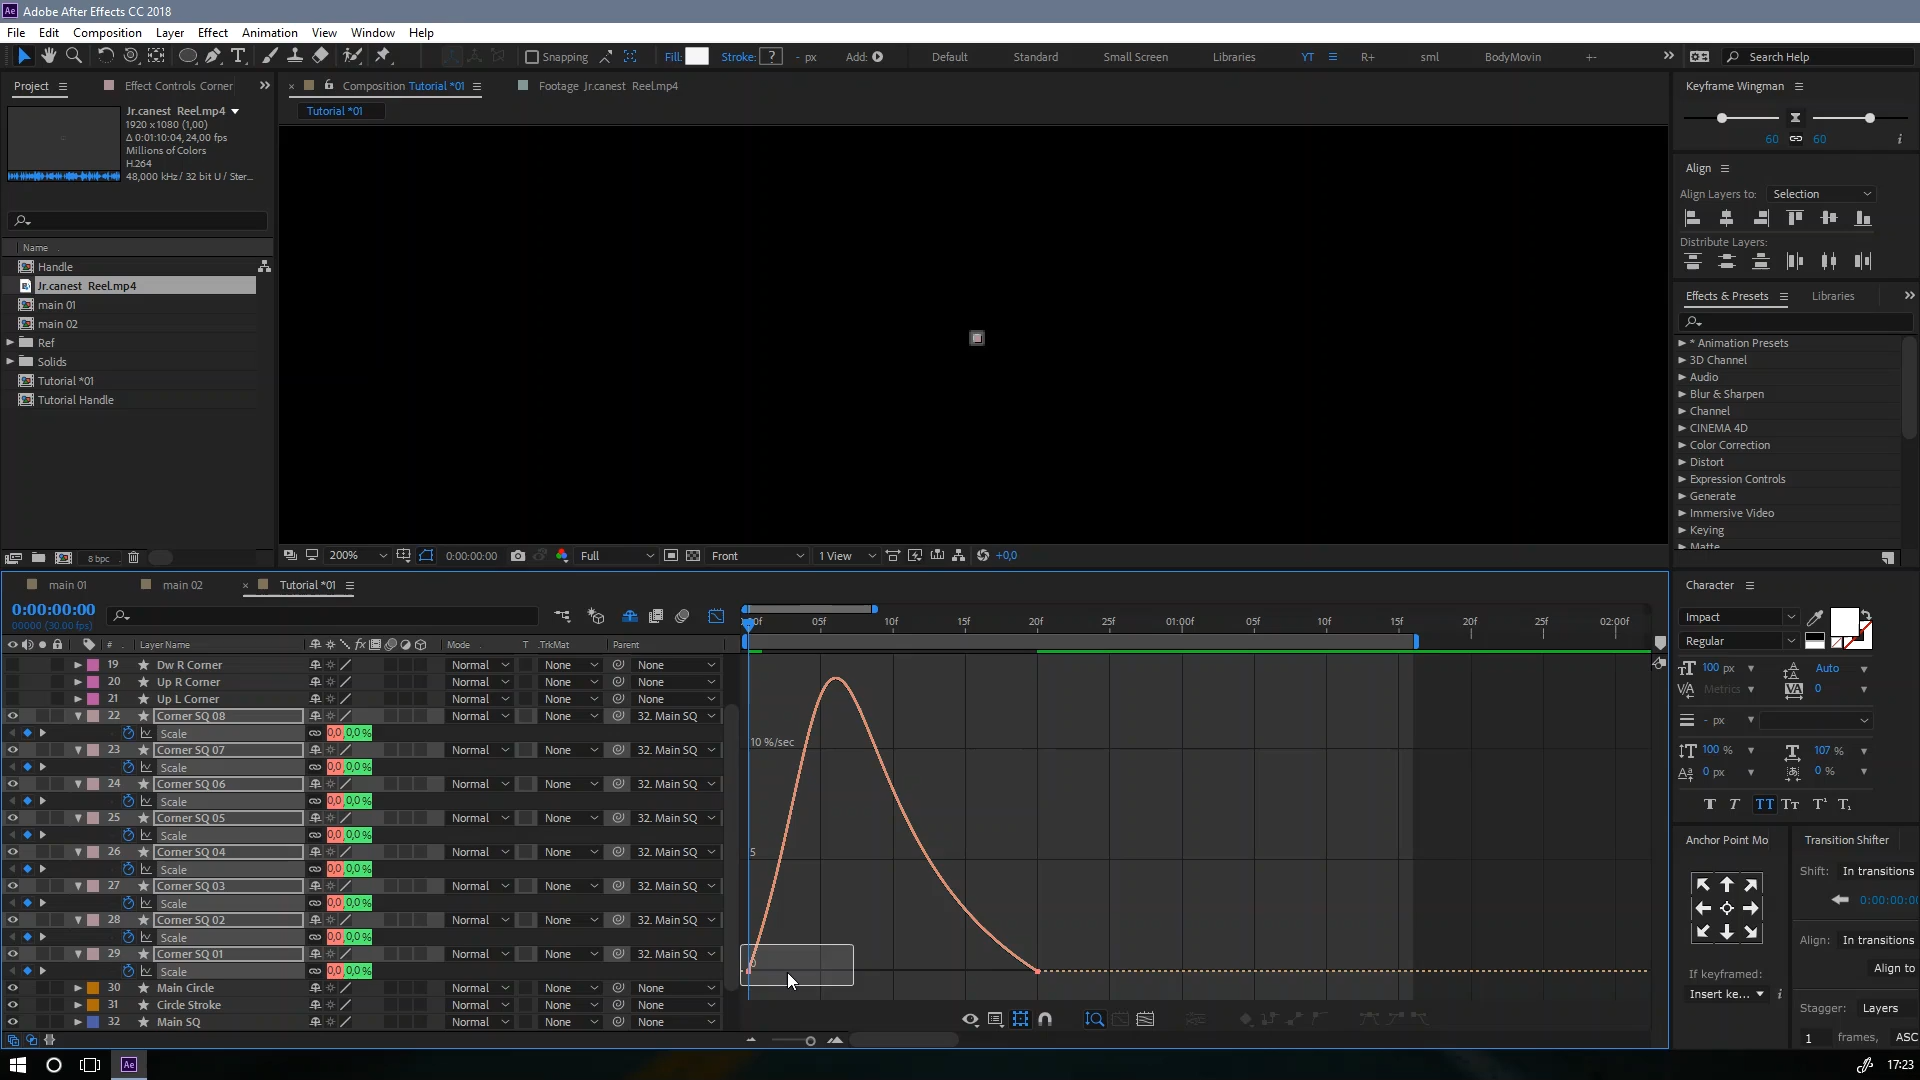 Adobe After Effects CC 2018
File Edit Composition Layer Effect Animation View Window Help
Snapping Fill: Stroke: ? - px Add: Default Standard Small Screen Libraries YT R+ sml BodyMovin Search Help
Project Effect Controls Corner
Jr.canest Reel.mp4
1920 x 1080 (1,00)
Δ 0:01:10:04, 24,00 fps
Millions of Colors
H.264
48,000 kHz / 32 bit U / Ster...
Name
Handle
Jr.canest Reel.mp4
main 01
main 02
Ref
Solids
Tutorial *01
Tutorial Handle
8 bpc
Composition Tutorial *01 Footage Jr.canest Reel.mp4
Tutorial *01
200% 0:00:00:00 Full Front 1 View +0,0
Keyframe Wingman
60 60
Align
Align Layers to: Selection
Distribute Layers:
Effects & Presets Libraries
* Animation Presets
3D Channel
Audio
Blur & Sharpen
Channel
CINEMA 4D
Color Correction
Distort
Expression Controls
Generate
Immersive Video
Keying
Matte
main 01 main 02 Tutorial *01
0:00:00:00
00000 (30.00 fps)
# Layer Name Mode T .TrkMat Parent
19 Dw R Corner Normal None None
20 Up R Corner Normal None None
21 Up L Corner Normal None None
22 Corner SQ 08 Normal None 32. Main SQ
Scale 0,0 ,0,0 %
23 Corner SQ 07 Normal None 32. Main SQ
Scale 0,0 ,0,0 %
24 Corner SQ 06 Normal None 32. Main SQ
Scale 0,0 ,0,0 %
25 Corner SQ 05 Normal None 32. Main SQ
Scale 0,0 ,0,0 %
26 Corner SQ 04 Normal None 32. Main SQ
Scale 0,0 ,0,0 %
27 Corner SQ 03 Normal None 32. Main SQ
Scale 0,0 ,0,0 %
28 Corner SQ 02 Normal None 32. Main SQ
Scale 0,0 ,0,0 %
29 Corner SQ 01 Normal None 32. Main SQ
Scale 0,0 ,0,0 %
30 Main Circle Normal None None
31 Circle Stroke Normal None None
32 Main SQ Normal None None
05f 10f 15f 20f 25f 01:00f 05f 10f 15f 20f 25f 02:00f
10 %/sec
5
0
Character
Impact
Regular
100 px Auto
Metrics 0
- px
100 % 107 %
0 px 0 %
T T TT Tт T¹ T₁
Anchor Point Mo Transition Shifter
Shift: In transitions
0:00:00:0
Align: In transitions
Align to
If keyframed:
Insert ke...
Stagger: Layers
1 frames, ASC
Ae 17:23